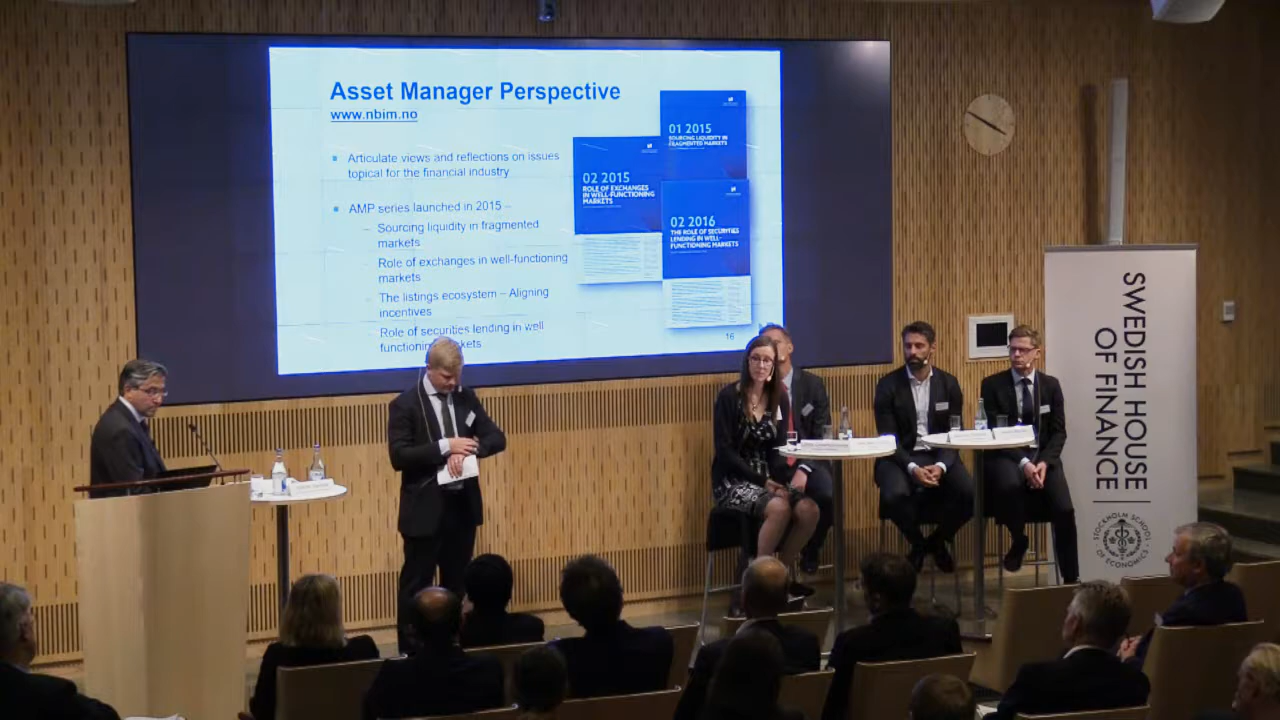 Asset Manager Perspective
www.nbim.no
Articulate views and reflections on issues
topical for the financial industry
AMP series launched in 2015 –
– Sourcing liquidity in fragmented
markets
Role of exchanges in well-functioning
markets
– The listings ecosystem – Aligning
incentives
Role of securities lending in well
01 2015
SOURCING LIQUIDITY IN
FRAGMENTED MARKETS
02 2015
ROLE OF EXCHANGES
IN WELL-FUNCTIONING
MARKETS
02 2016
THE ROLE OF SECURITIES
LENDING IN WELL-
FUNCTIONING MARKETS
16
SWEDISH HOUSE
OF FINANCE
STOCKHOLM SCHOOL
OF ECONOMICS